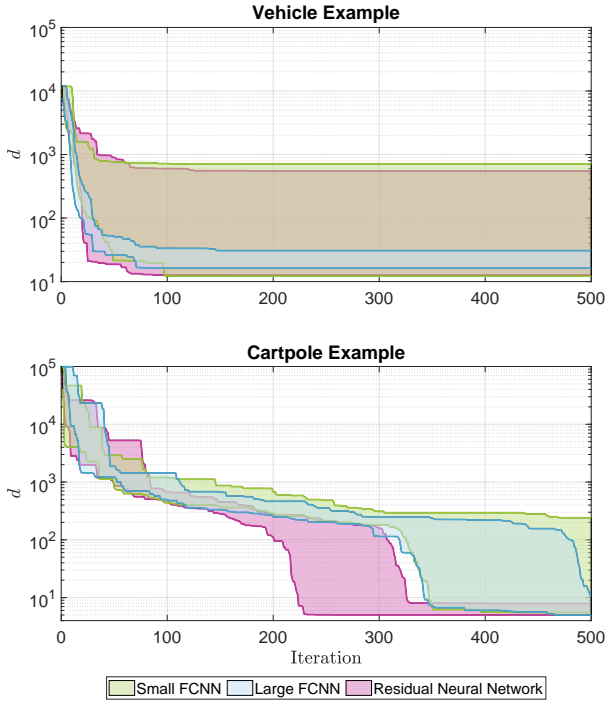 Vehicle Example
10^5
10^4
10^3
10^2
10^1
d
0 100 200 300 400 500
Cartpole Example
10^5
10^4
10^3
10^2
10^1
d
0 100 200 300 400 500
Iteration
Small FCNN Large FCNN Residual Neural Network